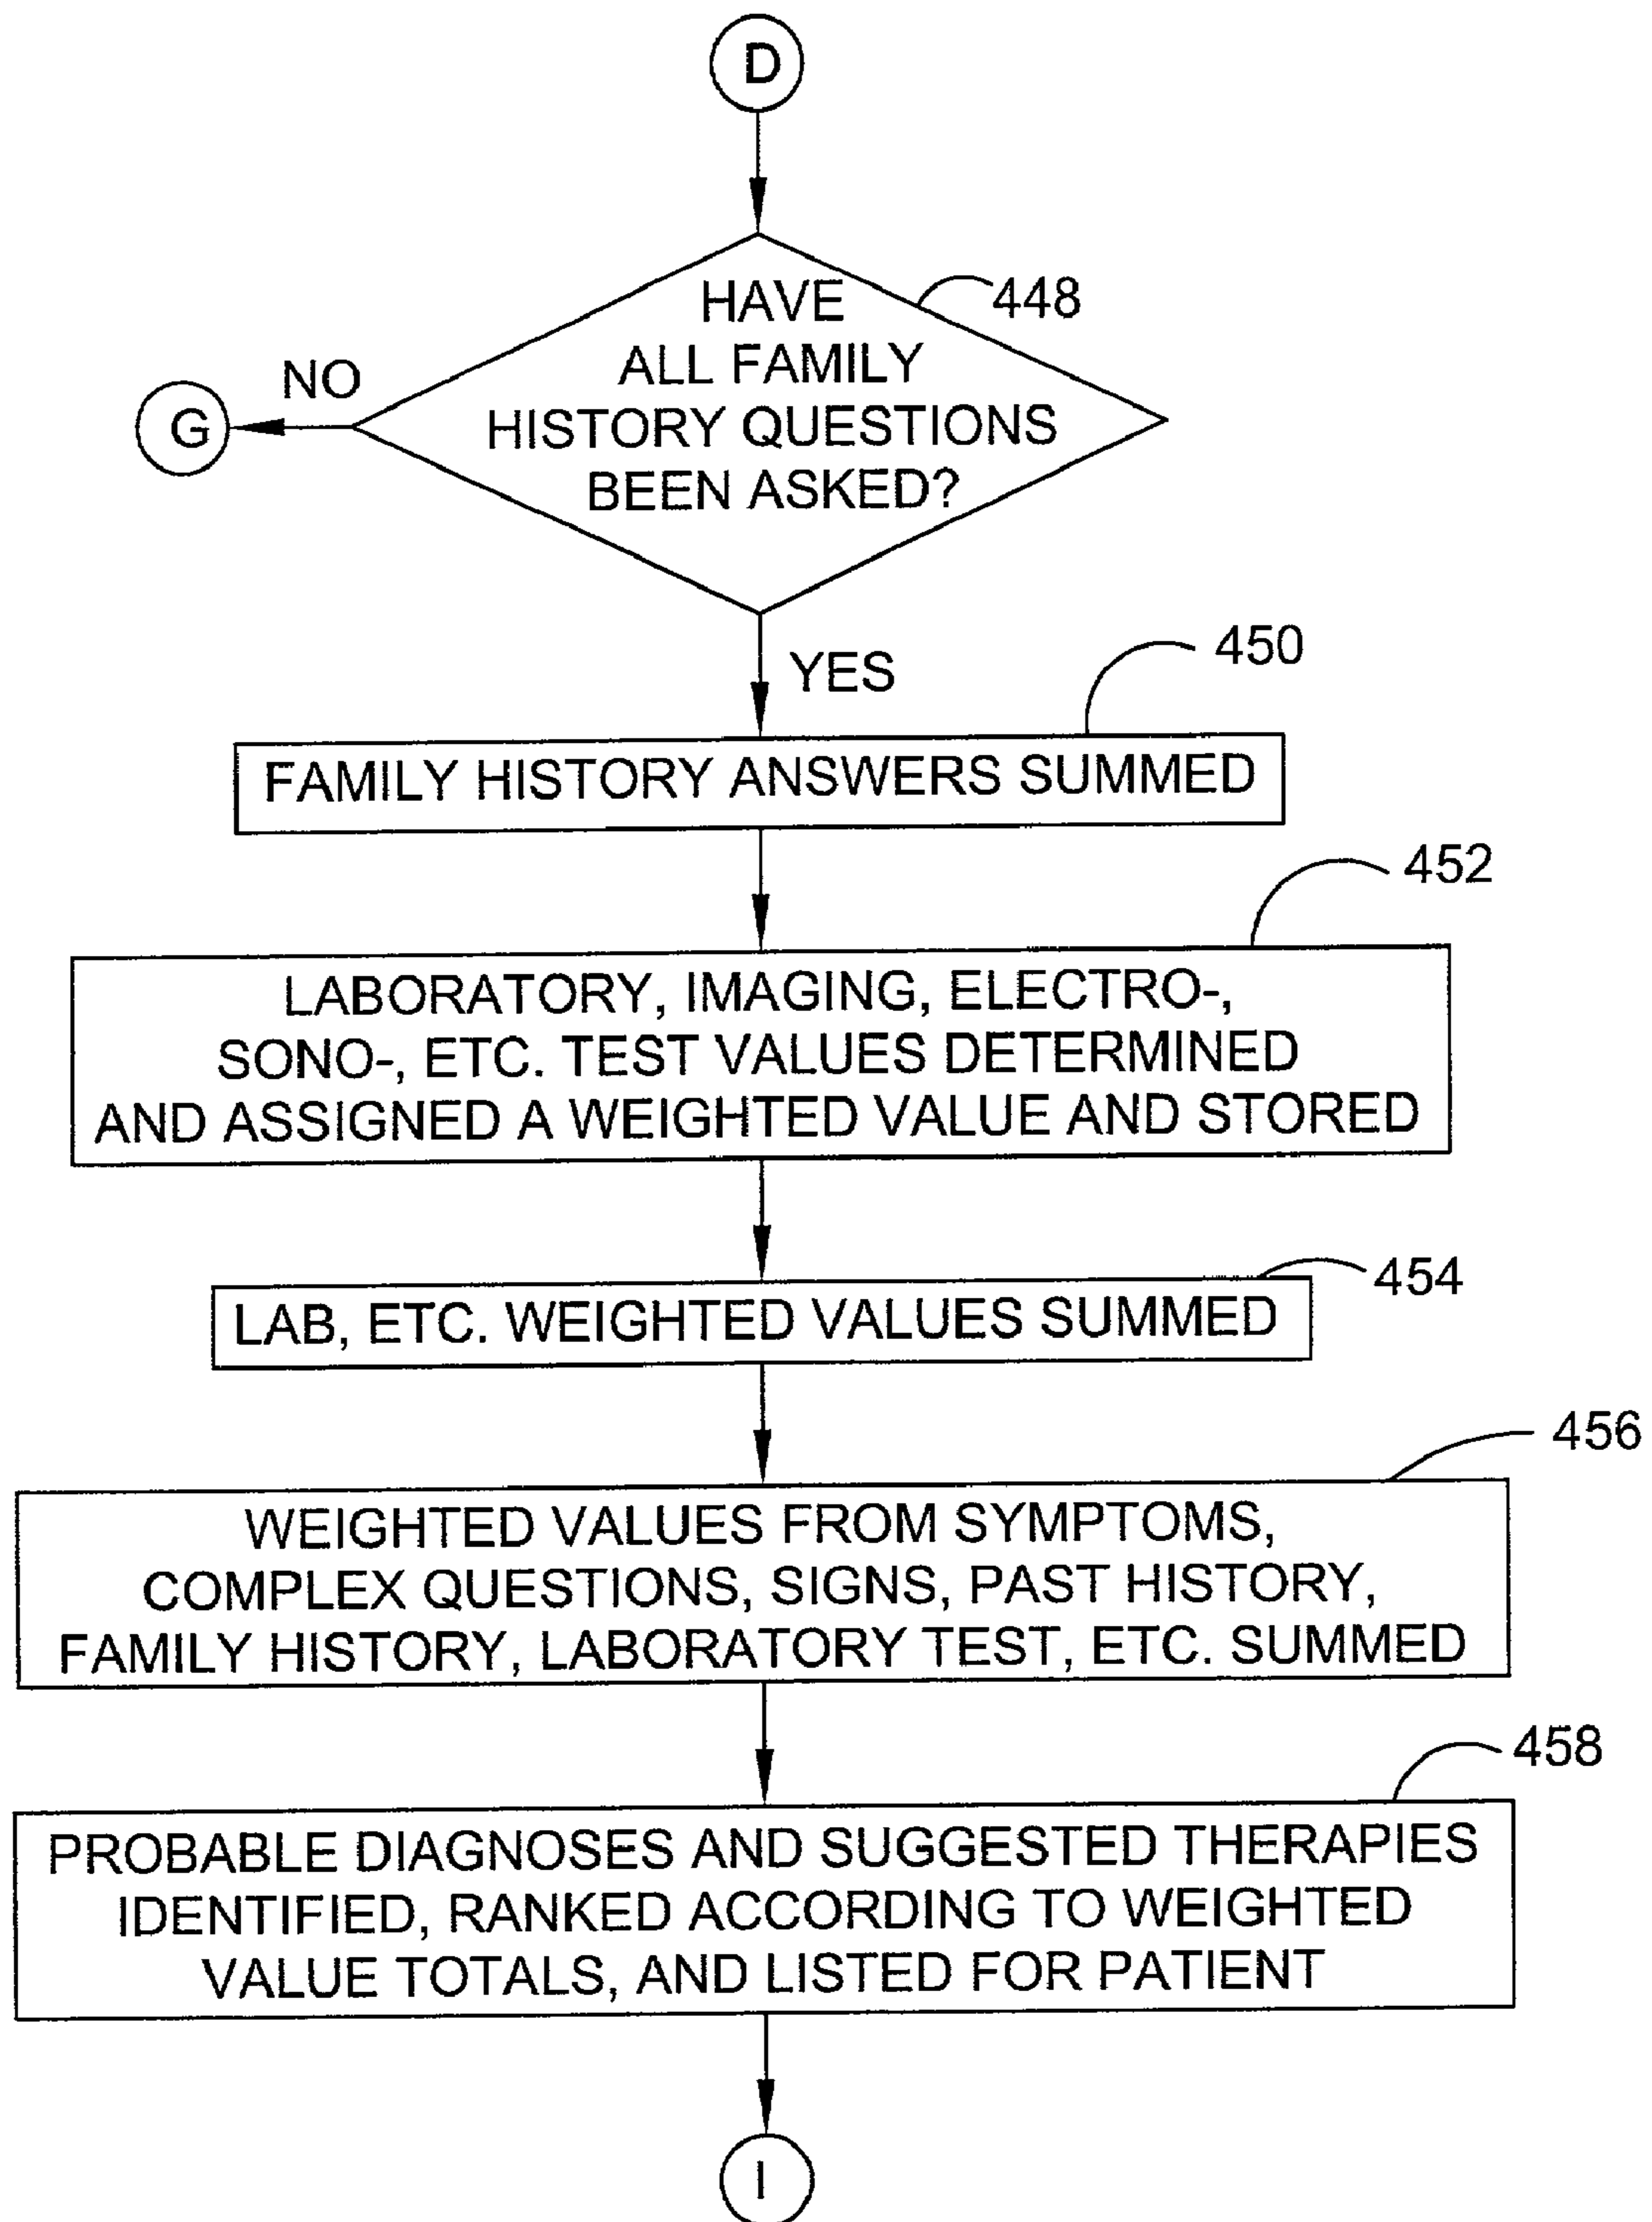 D
HAVE
ALL FAMILY
HISTORY QUESTIONS
BEEN ASKED?
448
NO
G
YES
450
FAMILY HISTORY ANSWERS SUMMED
452
LABORATORY, IMAGING, ELECTRO-,
SONO-, ETC. TEST VALUES DETERMINED
AND ASSIGNED A WEIGHTED VALUE AND STORED
454
LAB, ETC. WEIGHTED VALUES SUMMED
456
WEIGHTED VALUES FROM SYMPTOMS,
COMPLEX QUESTIONS, SIGNS, PAST HISTORY,
FAMILY HISTORY, LABORATORY TEST, ETC. SUMMED
458
PROBABLE DIAGNOSES AND SUGGESTED THERAPIES
IDENTIFIED, RANKED ACCORDING TO WEIGHTED
VALUE TOTALS, AND LISTED FOR PATIENT
I